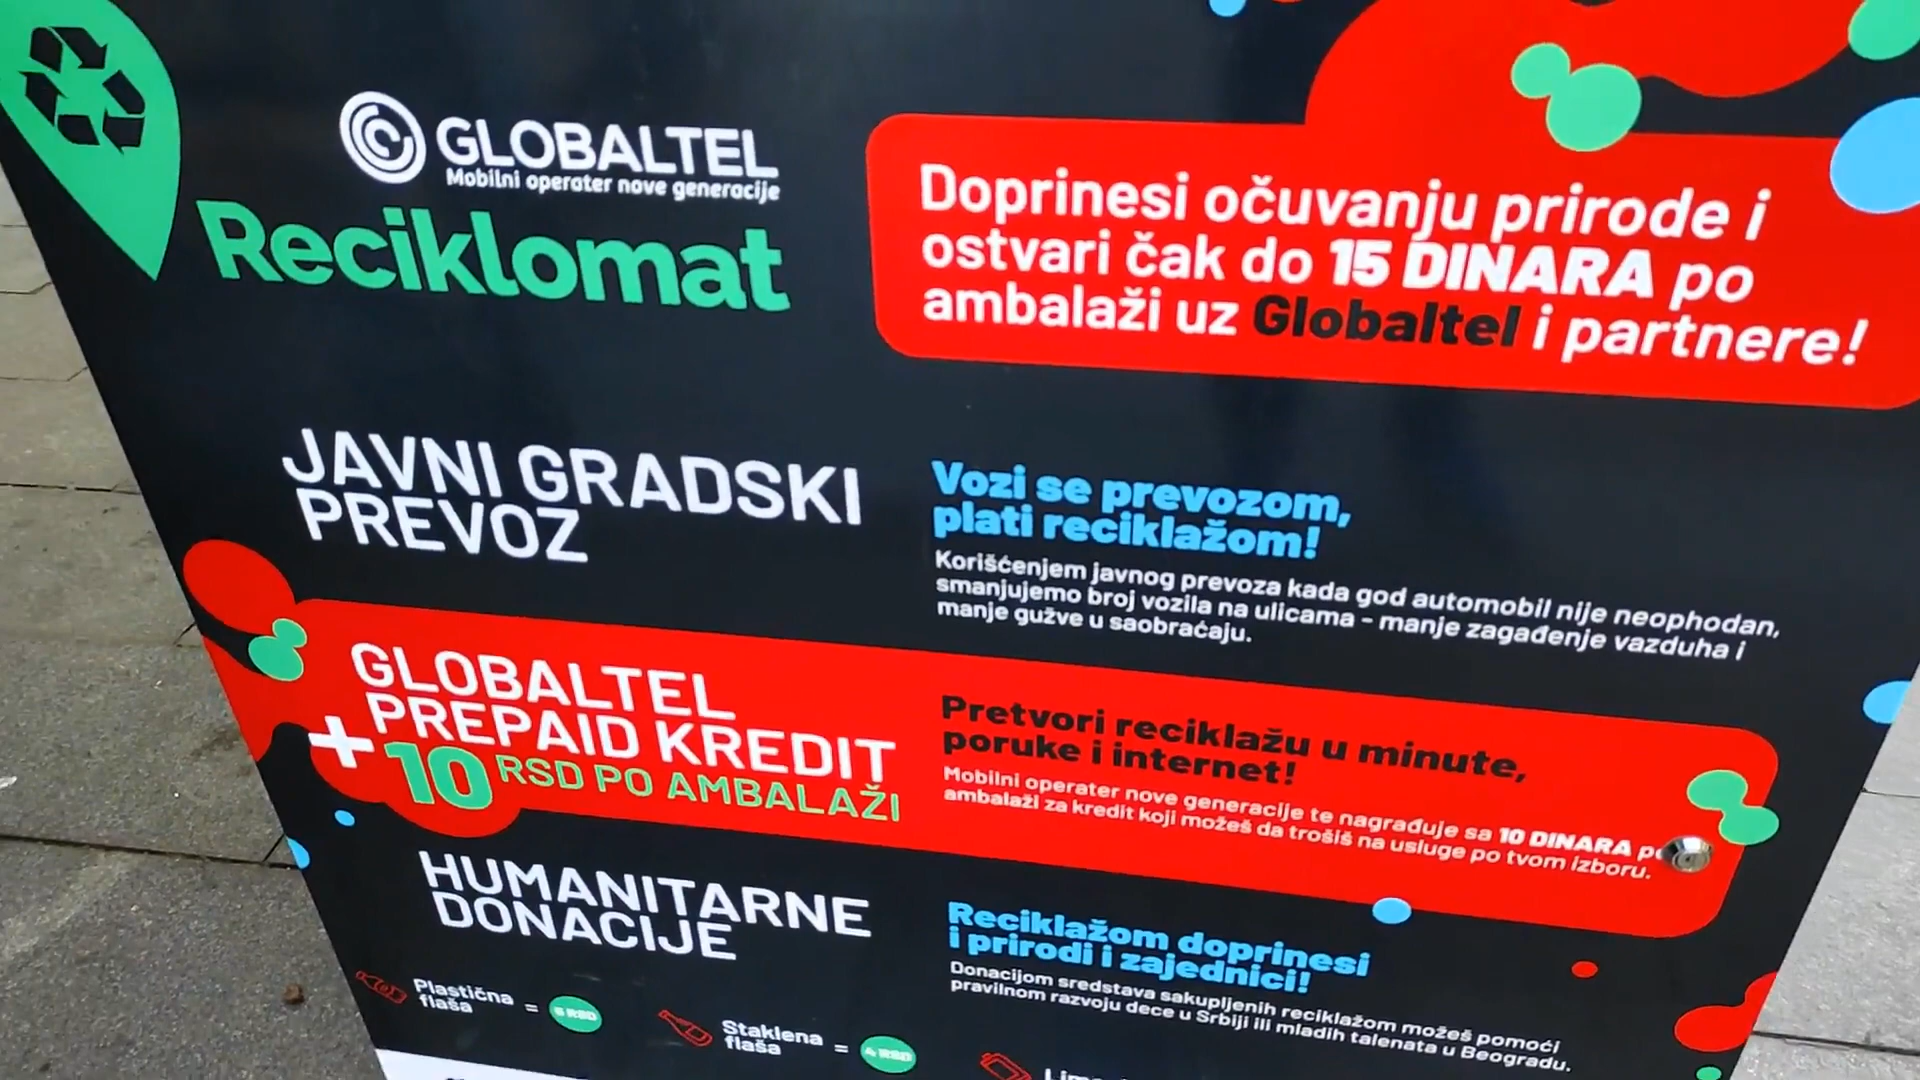 GLOBALTEL
Mobilni operater nove generacije
Reciklomat
Doprinesi očuvanju prirode i
ostvari čak do 15 DINARA po
ambalaži uz Globaltel i partnere!
JAVNI GRADSKI
PREVOZ
Vozi se prevozom,
plati reciklažom!
Korišćenjem javnog prevoza kada god automobil nije neophodan,
smanjujemo broj vozila na ulicama - manje zagađenje vazduha i
manje gužve u saobraćaju.
GLOBALTEL
PREPAID KREDIT
+ 10 RSD PO AMBALAŽI
Pretvori reciklažu u minute,
poruke i internet!
Mobilni operater nove generacije te nagrađuje sa 10 DINARA po
ambalaži za kredit koji možeš da trošiš na usluge po tvom izboru.
HUMANITARNE
DONACIJE
Reciklažom doprinesi
i prirodi i zajednici!
Donacijom sredstava sakupljenih reciklažom možeš pomoći
pravilnom razvoju dece u Srbiji ili mladih talenata u Beogradu.
Plastična
flaša = 5 RSD
Staklena
flaša = 4 RSD